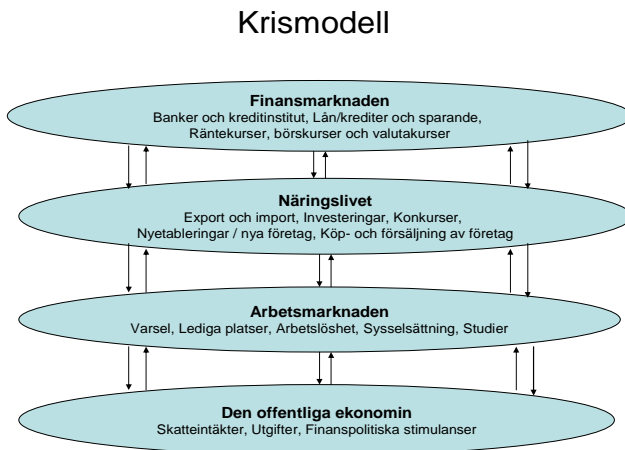 Krismodell
Finansmarknaden
Banker och kreditinstitut, Lån/krediter och sparande,
Räntekurser, börskurser och valutakurser
Näringslivet
Export och import, Investeringar, Konkurser,
Nyetableringar / nya företag, Köp- och försäljning av företag
Arbetsmarknaden
Varsel, Lediga platser, Arbetslöshet, Sysselsättning, Studier
Den offentliga ekonomin
Skatteintäkter, Utgifter, Finanspolitiska stimulanser